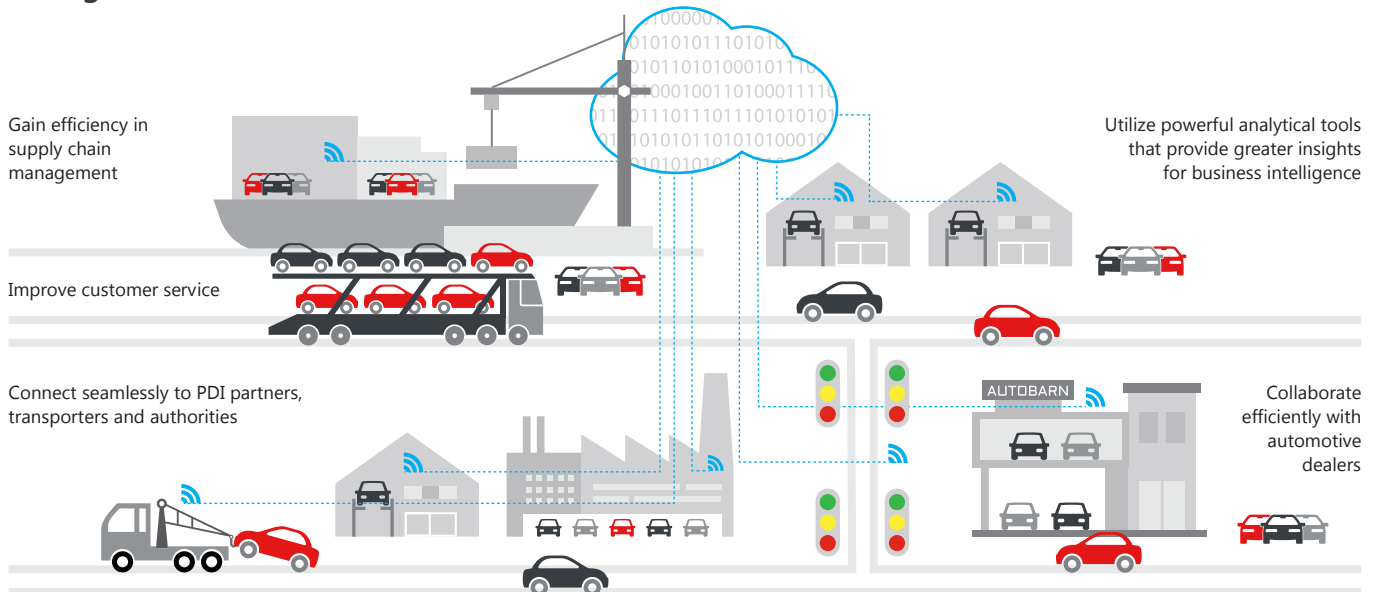 Gain efficiency in
supply chain
management
Improve customer service
Connect seamlessly to PDI partners,
transporters and authorities
Utilize powerful analytical tools
that provide greater insights
for business intelligence
AUTOBARN
Collaborate
efficiently with
automotive
dealers